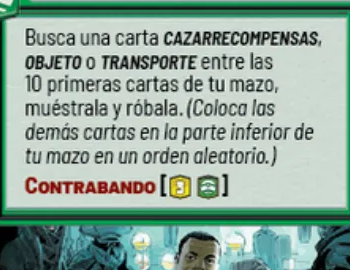 Busca una carta CAZARRECOMPENSAS,
OBJETO o TRANSPORTE entre las
10 primeras cartas de tu mazo,
muéstrala y róbala. (Coloca las
demás cartas en la parte inferior de
tu mazo en un orden aleatorio.)
CONTRABANDO [3]